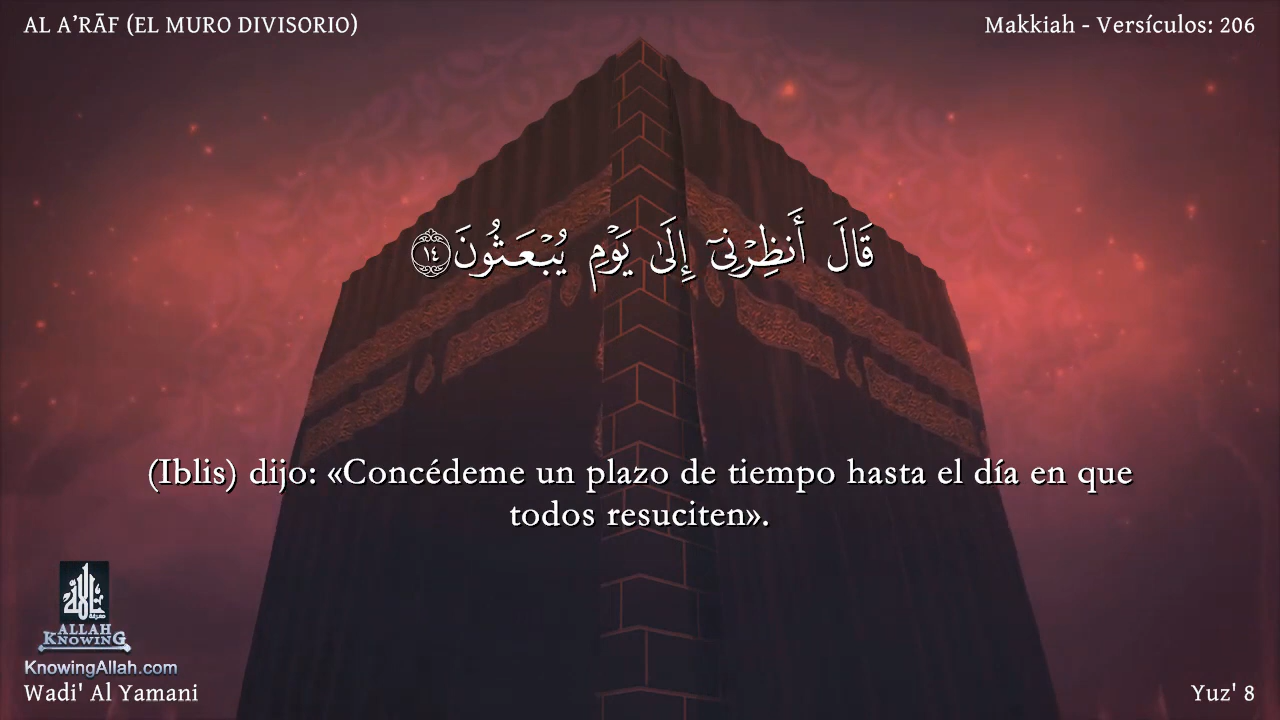 AL A’RĀF (EL MURO DIVISORIO)
Makkiah - Versículos: 206
قَالَ أَنظِرْنِىٓ إِلَىٰ يَوْمِ يُبْعَثُونَ ١٤
(Iblis) dijo: «Concédeme un plazo de tiempo hasta el día en que
todos resuciten».
ALLAH
KNOWING
KnowingAllah.com
Wadi' Al Yamani
Yuz' 8